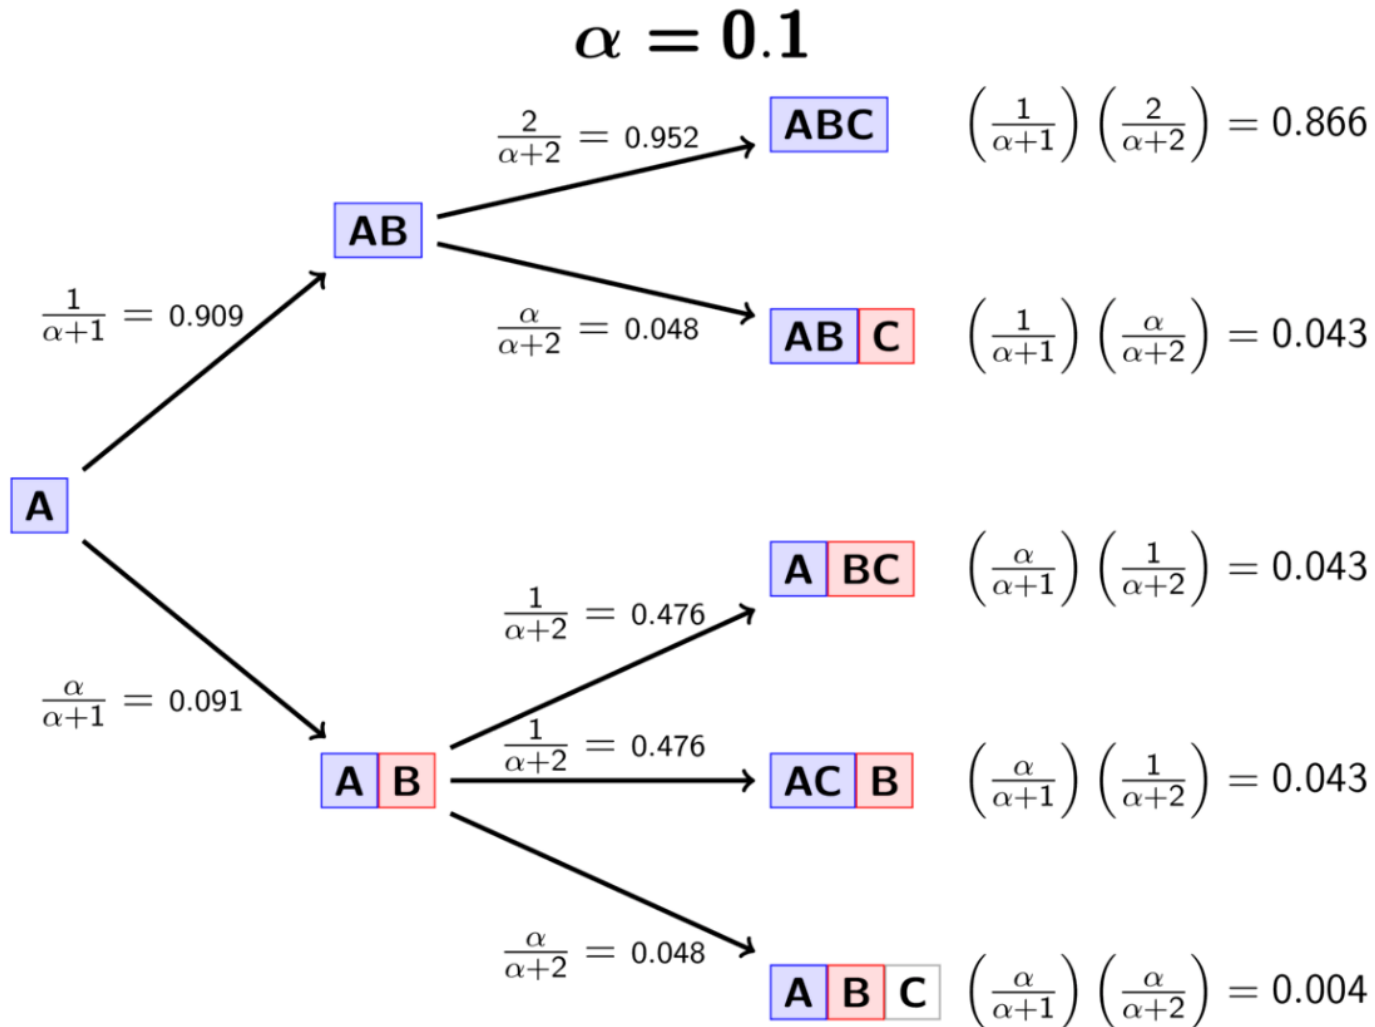 α = 0.1
ABC
(1/(α+1)) (2/(α+2)) = 0.866
2/(α+2) = 0.952
AB
1/(α+1) = 0.909
α/(α+2) = 0.048
AB C
(1/(α+1)) (α/(α+2)) = 0.043
A
A BC
(α/(α+1)) (1/(α+2)) = 0.043
1/(α+2) = 0.476
α/(α+1) = 0.091
1/(α+2) = 0.476
A B
AC B
(α/(α+1)) (1/(α+2)) = 0.043
α/(α+2) = 0.048
A B C
(α/(α+1)) (α/(α+2)) = 0.004